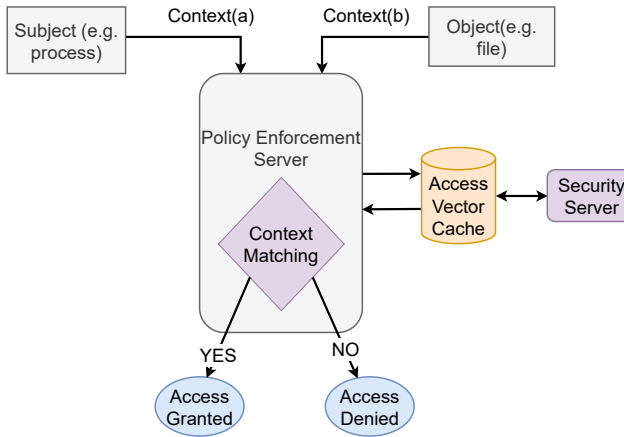 Context(a)
Context(b)
Subject (e.g.
process)
Object(e.g.
file)
Policy Enforcement
Server
Access
Vector
Cache
Security
Server
Context
Matching
YES
NO
Access
Granted
Access
Denied